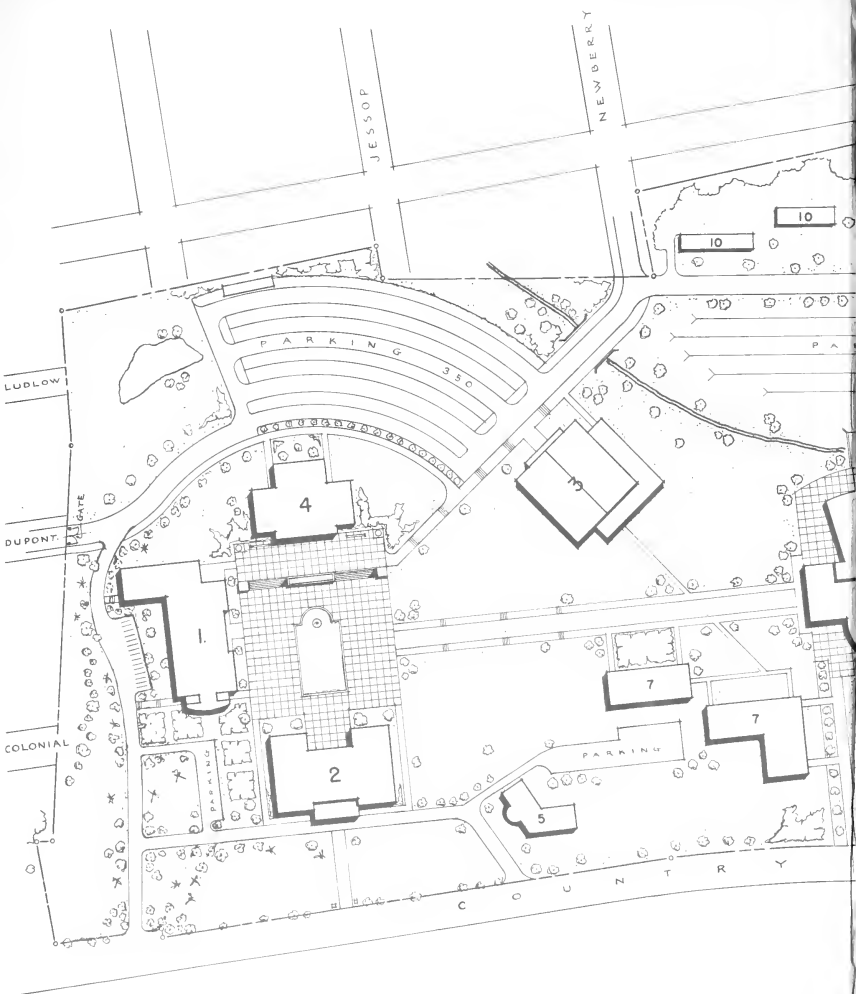 NEWBERRY
JESSOP
10
10
PARKING 350
PA
LUDLOW
3
4
GATE
DUPONT
1.
7
7
COLONIAL
PARKING
PARKING
2
5
COUNTRY